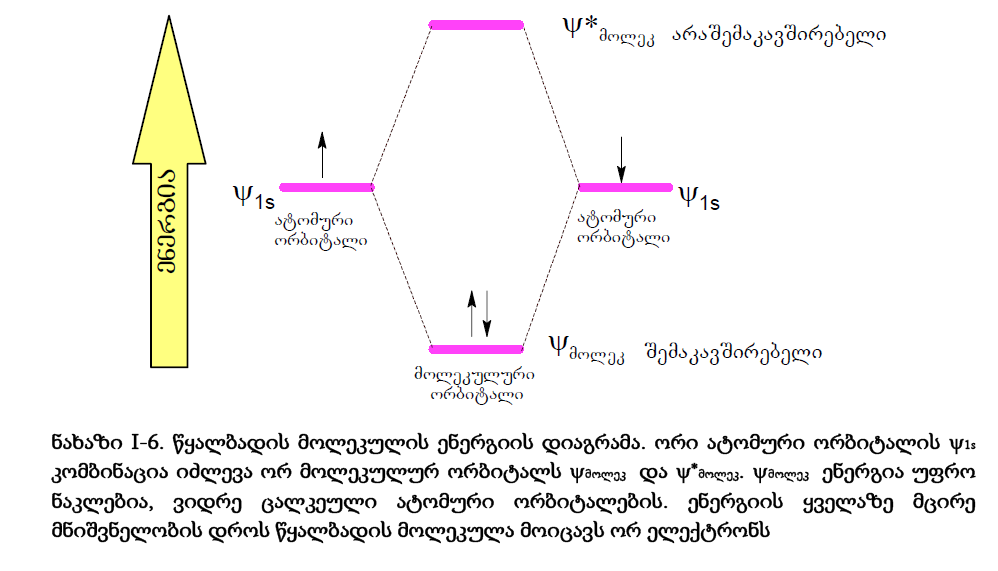 ψ*მოლეკ არაშემაკავშირებელი
ენერგია
ψ1s
ატომური
ორბიტალი
ψ1s
ატომური
ორბიტალი
ψმოლეკ შემაკავშირებელი
მოლეკულური
ორბიტალი
ნახაზი I-6. წყალბადის მოლეკულის ენერგიის დიაგრამა. ორი ატომური ორბიტალის ψ1s
კომბინაცია იძლევა ორ მოლეკულურ ორბიტალს ψმოლეკ და ψ*მოლეკ. ψმოლეკ ენერგია უფრო
ნაკლებია, ვიდრე ცალკეული ატომური ორბიტალების. ენერგიის ყველაზე მცირე
მნიშვნელობის დროს წყალბადის მოლეკულა მოიცავს ორ ელექტრონს